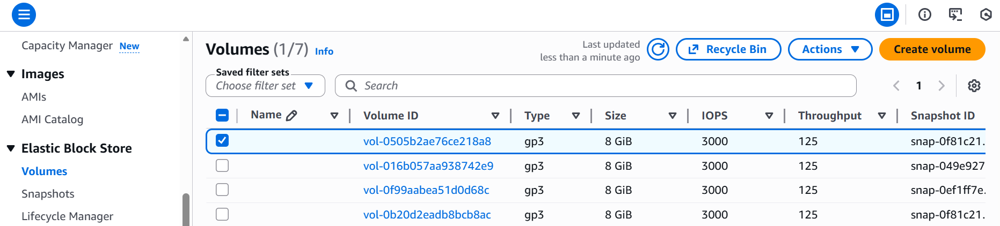 Capacity Manager New
Images
AMIs
AMI Catalog
Elastic Block Store
Volumes
Snapshots
Lifecycle Manager
Volumes (1/7) Info
Last updated
less than a minute ago
Recycle Bin
Actions
Create volume
Saved filter sets
Choose filter set
Search
1
Name Volume ID Type Size IOPS Throughput Snapshot ID
vol-0505b2ae76ce218a8 gp3 8 GiB 3000 125 snap-0f81c21.
vol-016b057aa938742e9 gp3 8 GiB 3000 125 snap-049e927
vol-0f99aabea51d0d68c gp3 8 GiB 3000 125 snap-0ef1ff7e.
vol-0b20d2eadb8bcb8ac gp3 8 GiB 3000 125 snap-0f81c21.